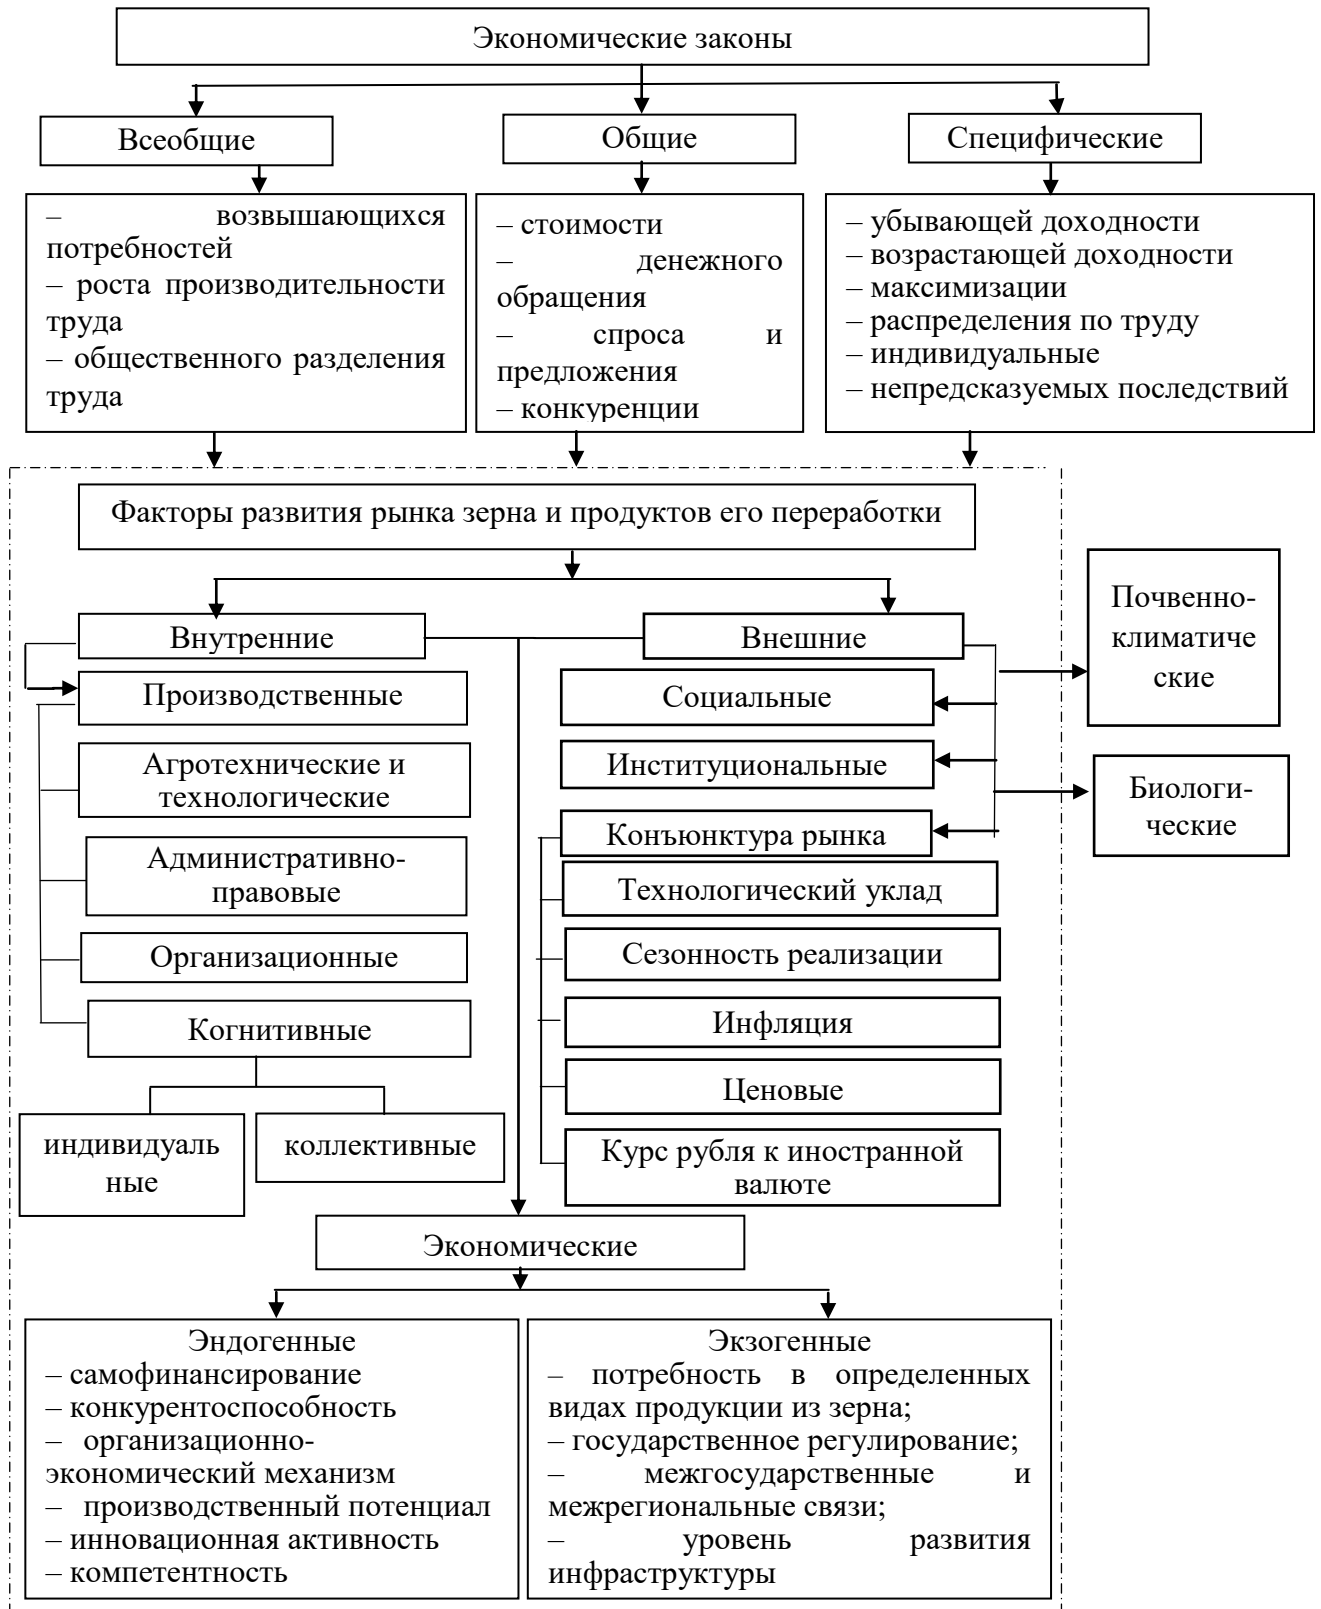 Экономические законы
Всеобщие
Общие
Специфические
– возвышающихся
потребностей
– роста производительности
труда
– общественного разделения
труда
– стоимости
– денежного
обращения
– спроса и
предложения
– конкуренции
– убывающей доходности
– возрастающей доходности
– максимизации
– распределения по труду
– индивидуальные
– непредсказуемых последствий
Факторы развития рынка зерна и продуктов его переработки
Внутренние
Производственные
Агротехнические и
технологические
Административно-
правовые
Организационные
Когнитивные
индивидуаль
ные
коллективные
Внешние
Социальные
Институциональные
Конъюнктура рынка
Технологический уклад
Сезонность реализации
Инфляция
Ценовые
Курс рубля к иностранной
валюте
Почвенно-
климатиче
ские
Биологи-
ческие
Экономические
Эндогенные
– самофинансирование
– конкурентоспособность
– организационно-
экономический механизм
– производственный потенциал
– инновационная активность
– компетентность
Экзогенные
– потребность в определенных
видах продукции из зерна;
– государственное регулирование;
– межгосударственные и
межрегиональные связи;
– уровень развития
инфраструктуры